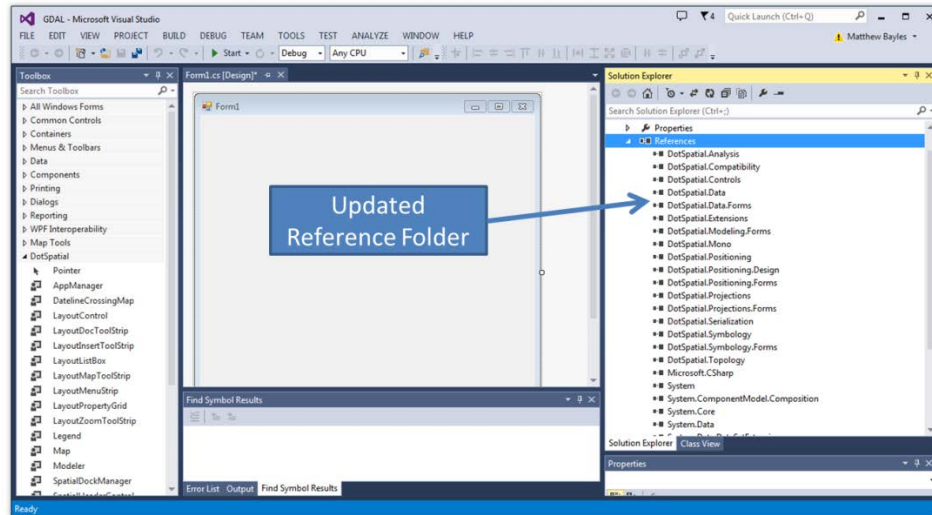 GDAL - Microsoft Visual Studio
4
Quick Launch (Ctrl+Q)
FILE EDIT VIEW PROJECT BUILD DEBUG TEAM TOOLS TEST ANALYZE WINDOW HELP
Matthew Bayles
Start
Debug
Any CPU
Toolbox
Search Toolbox
All Windows Forms
Common Controls
Containers
Menus & Toolbars
Data
Components
Printing
Dialogs
Reporting
WPF Interoperability
Map Tools
DotSpatial
Pointer
AppManager
DatelineCrossingMap
LayoutControl
LayoutDocToolStrip
LayoutInsertToolStrip
LayoutListBox
LayoutMapToolStrip
LayoutMenuStrip
LayoutPropertyGrid
LayoutZoomToolStrip
Legend
Map
Modeler
SpatialDockManager
SpatialHeaderControl
Form1.cs [Design]*
Form1
Updated
Reference Folder
Find Symbol Results
Error List Output Find Symbol Results
Solution Explorer
Search Solution Explorer (Ctrl+;)
Properties
References
DotSpatial.Analysis
DotSpatial.Compatibility
DotSpatial.Controls
DotSpatial.Data
DotSpatial.Data.Forms
DotSpatial.Extensions
DotSpatial.Modeling.Forms
DotSpatial.Mono
DotSpatial.Positioning
DotSpatial.Positioning.Design
DotSpatial.Positioning.Forms
DotSpatial.Projections
DotSpatial.Projections.Forms
DotSpatial.Serialization
DotSpatial.Symbology
DotSpatial.Symbology.Forms
DotSpatial.Topology
Microsoft.CSharp
System
System.ComponentModel.Composition
System.Core
System.Data
Solution Explorer Class View
Properties
Ready